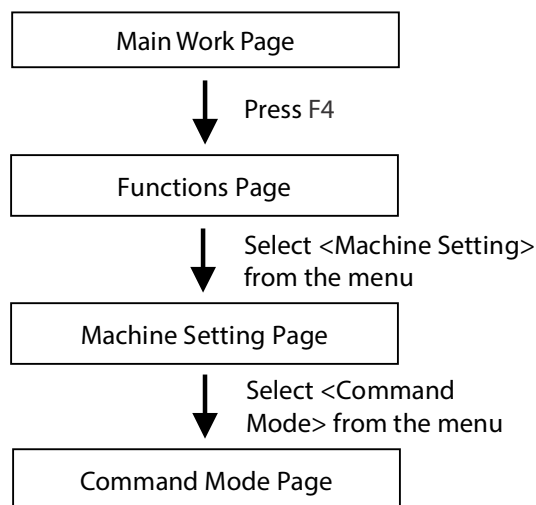 Main Work Page
Press F4
Functions Page
Select <Machine Setting>
from the menu
Machine Setting Page
Select <Command
Mode> from the menu
Command Mode Page